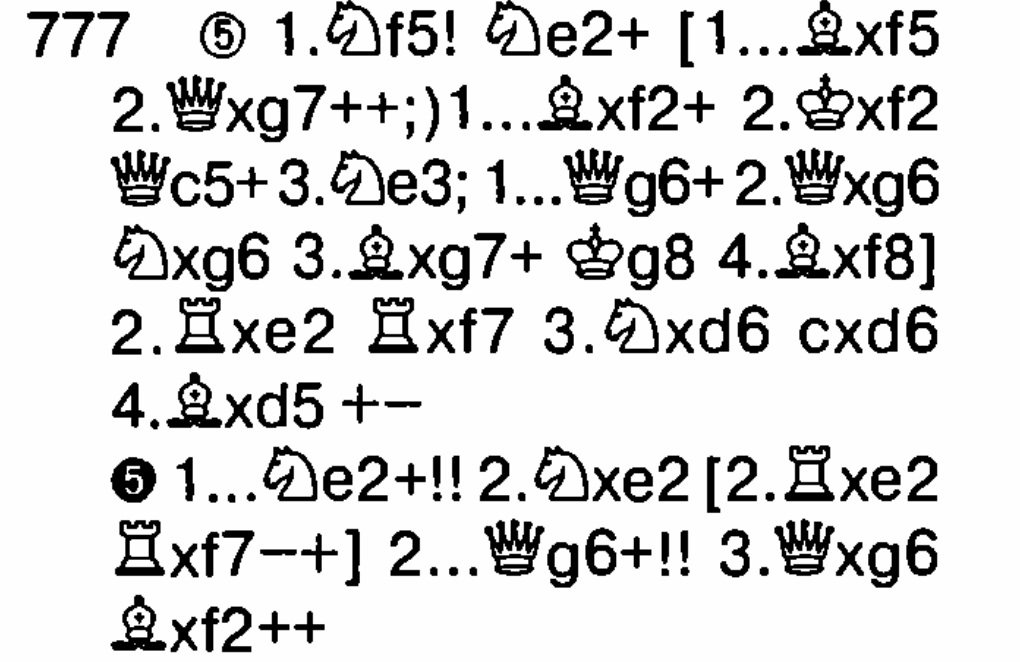 777 ⑤ 1.♘f5! ♘e2+ [1...♗xf5
2.♕xg7++;)1...♗xf2+ 2.♔xf2
♕c5+ 3.♘e3; 1...♕g6+ 2.♕xg6
♘xg6 3.♗xg7+ ♔g8 4.♗xf8]
2.♖xe2 ♖xf7 3.♘xd6 cxd6
4.♗xd5 +−
❺ 1...♘e2+!! 2.♘xe2 [2.♖xe2
♖xf7−+] 2...♕g6+!! 3.♕xg6
♗xf2++